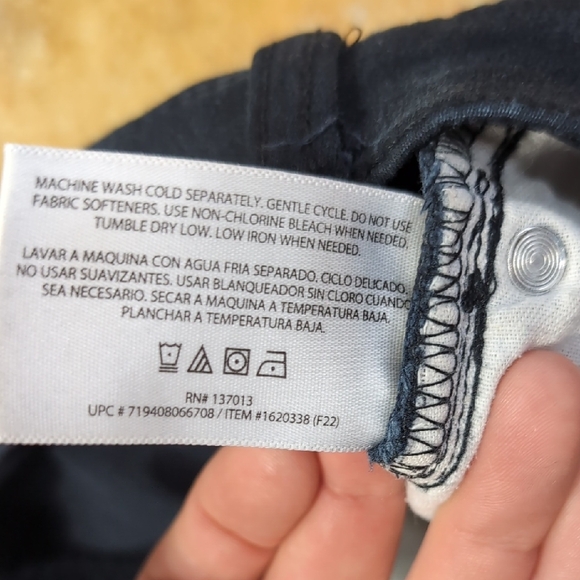 MACHINE WASH COLD SEPARATELY. GENTLE CYCLE. DO NOT USE
FABRIC SOFTENERS. USE NON-CHLORINE BLEACH WHEN NEEDED,
TUMBLE DRY LOW. LOW IRON WHEN NEEDED.
LAVAR A MAQUINA CON AGUA FRIA SEPARADO, CICLO DELICADO,
NO USAR SUAVIZANTES. USAR BLANQUEADOR SIN CLORO CUANDO
SEA NECESARIO. SECAR A MAQUINA A TEMPERATURA BAJA,
PLANCHAR A TEMPERATURA BAJA.
RN# 137013
UPC # 719408066708 / ITEM #1620338 (F22)